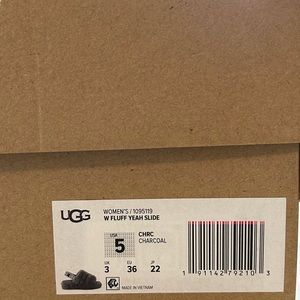 UGG
WOMEN'S / 1095119
W FLUFF YEAH SLIDE
USA
5
CHRC
CHARCOAL
UK EU JP
3 36 22
MADE IN VIETNAM
1 91142 79210 3